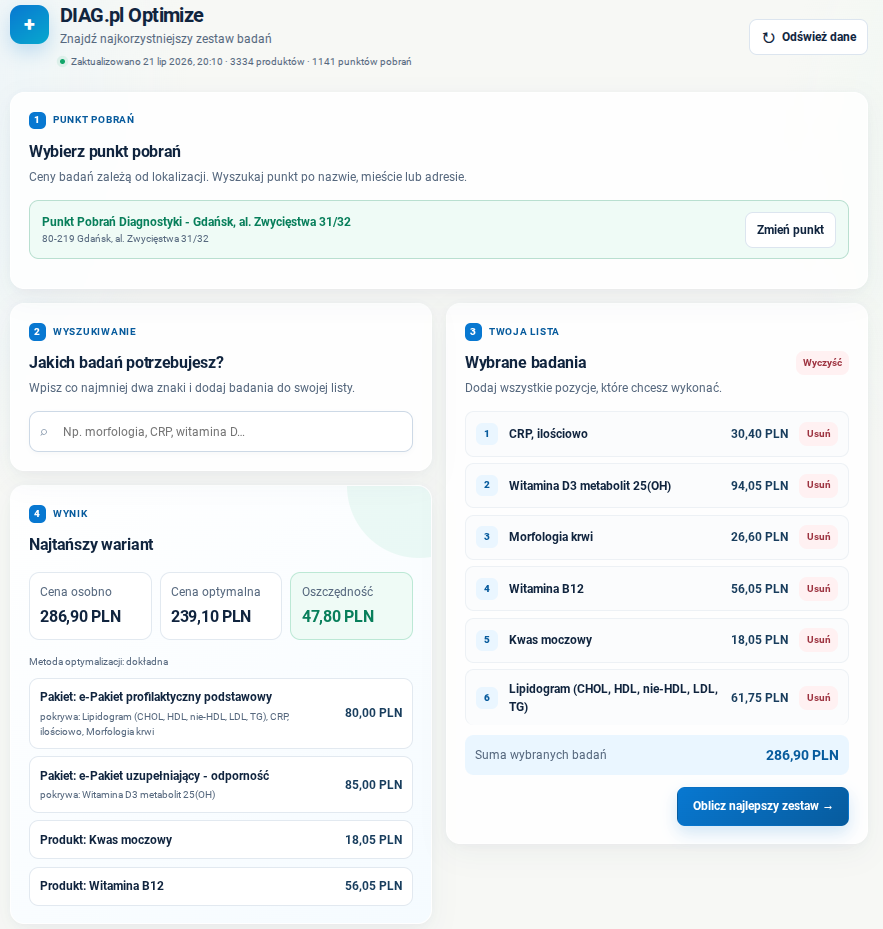 DIAG.pl Optimize
Znajdź najkorzystniejszy zestaw badań
Zaktualizowano 21 lip 2026, 20:10 · 3334 produktów · 1141 punktów pobrań
↻ Odśwież dane
1 PUNKT POBRAŃ
Wybierz punkt pobrań
Ceny badań zależą od lokalizacji. Wyszukaj punkt po nazwie, mieście lub adresie.
Punkt Pobrań Diagnostyki - Gdańsk, al. Zwycięstwa 31/32
80-219 Gdańsk, al. Zwycięstwa 31/32
Zmień punkt
2 WYSZUKIWANIE
Jakich badań potrzebujesz?
Wpisz co najmniej dwa znaki i dodaj badania do swojej listy.
Np. morfologia, CRP, witamina D...
4 WYNIK
Najtańszy wariant
Cena osobno
286,90 PLN
Cena optymalna
239,10 PLN
Oszczędność
47,80 PLN
Metoda optymalizacji: dokładna
Pakiet: e-Pakiet profilaktyczny podstawowy
pokrywa: Lipidogram (CHOL, HDL, nie-HDL, LDL, TG), CRP,
ilościowo, Morfologia krwi
80,00 PLN
Pakiet: e-Pakiet uzupełniający - odporność
pokrywa: Witamina D3 metabolit 25(OH)
85,00 PLN
Produkt: Kwas moczowy
18,05 PLN
Produkt: Witamina B12
56,05 PLN
3 TWOJA LISTA
Wybrane badania
Wyczyść
Dodaj wszystkie pozycje, które chcesz wykonać.
1 CRP, ilościowo 30,40 PLN Usuń
2 Witamina D3 metabolit 25(OH) 94,05 PLN Usuń
3 Morfologia krwi 26,60 PLN Usuń
4 Witamina B12 56,05 PLN Usuń
5 Kwas moczowy 18,05 PLN Usuń
6 Lipidogram (CHOL, HDL, nie-HDL, LDL,
TG) 61,75 PLN Usuń
Suma wybranych badań 286,90 PLN
Oblicz najlepszy zestaw →